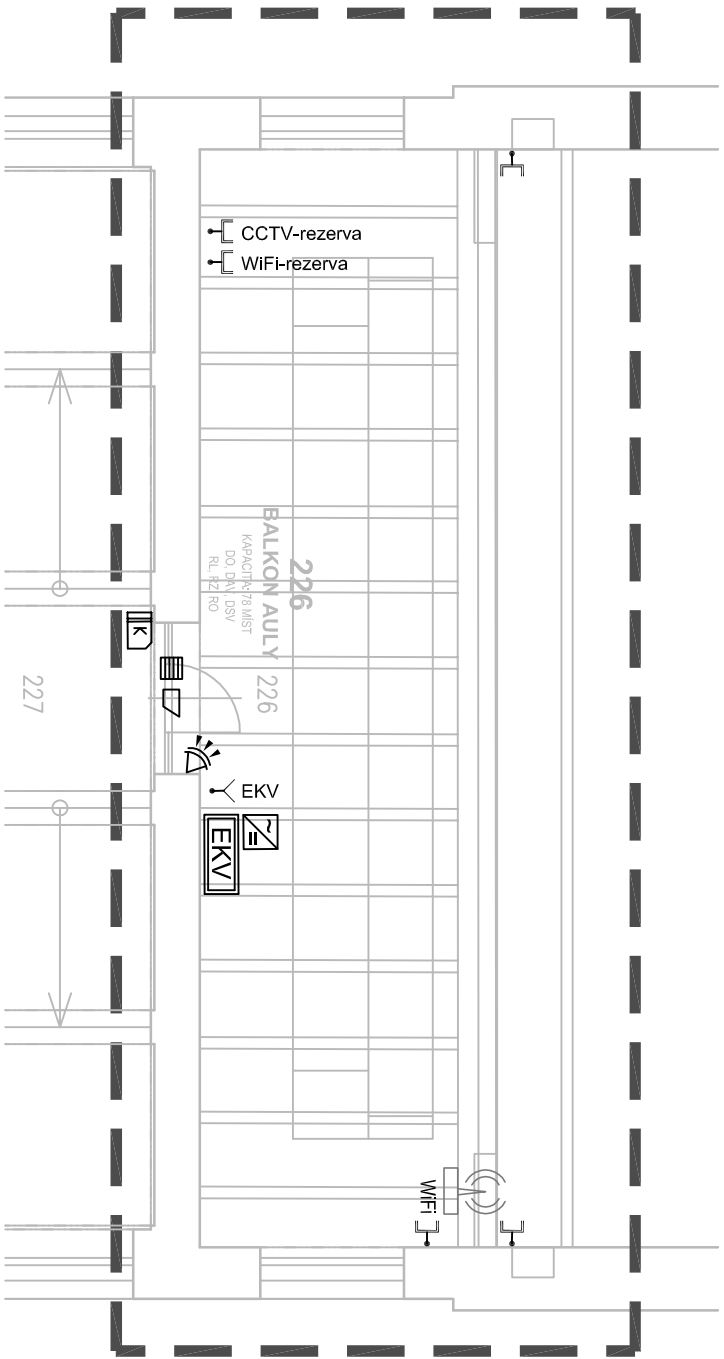 CCTV-rezerva
WiFi-rezerva
226
BALKON AULY
KAPACITA: 78 MÍST
DO, DAV, DSV
RL, RZ, RO
K
226
227
EKV
EKV
~
=
WiFi